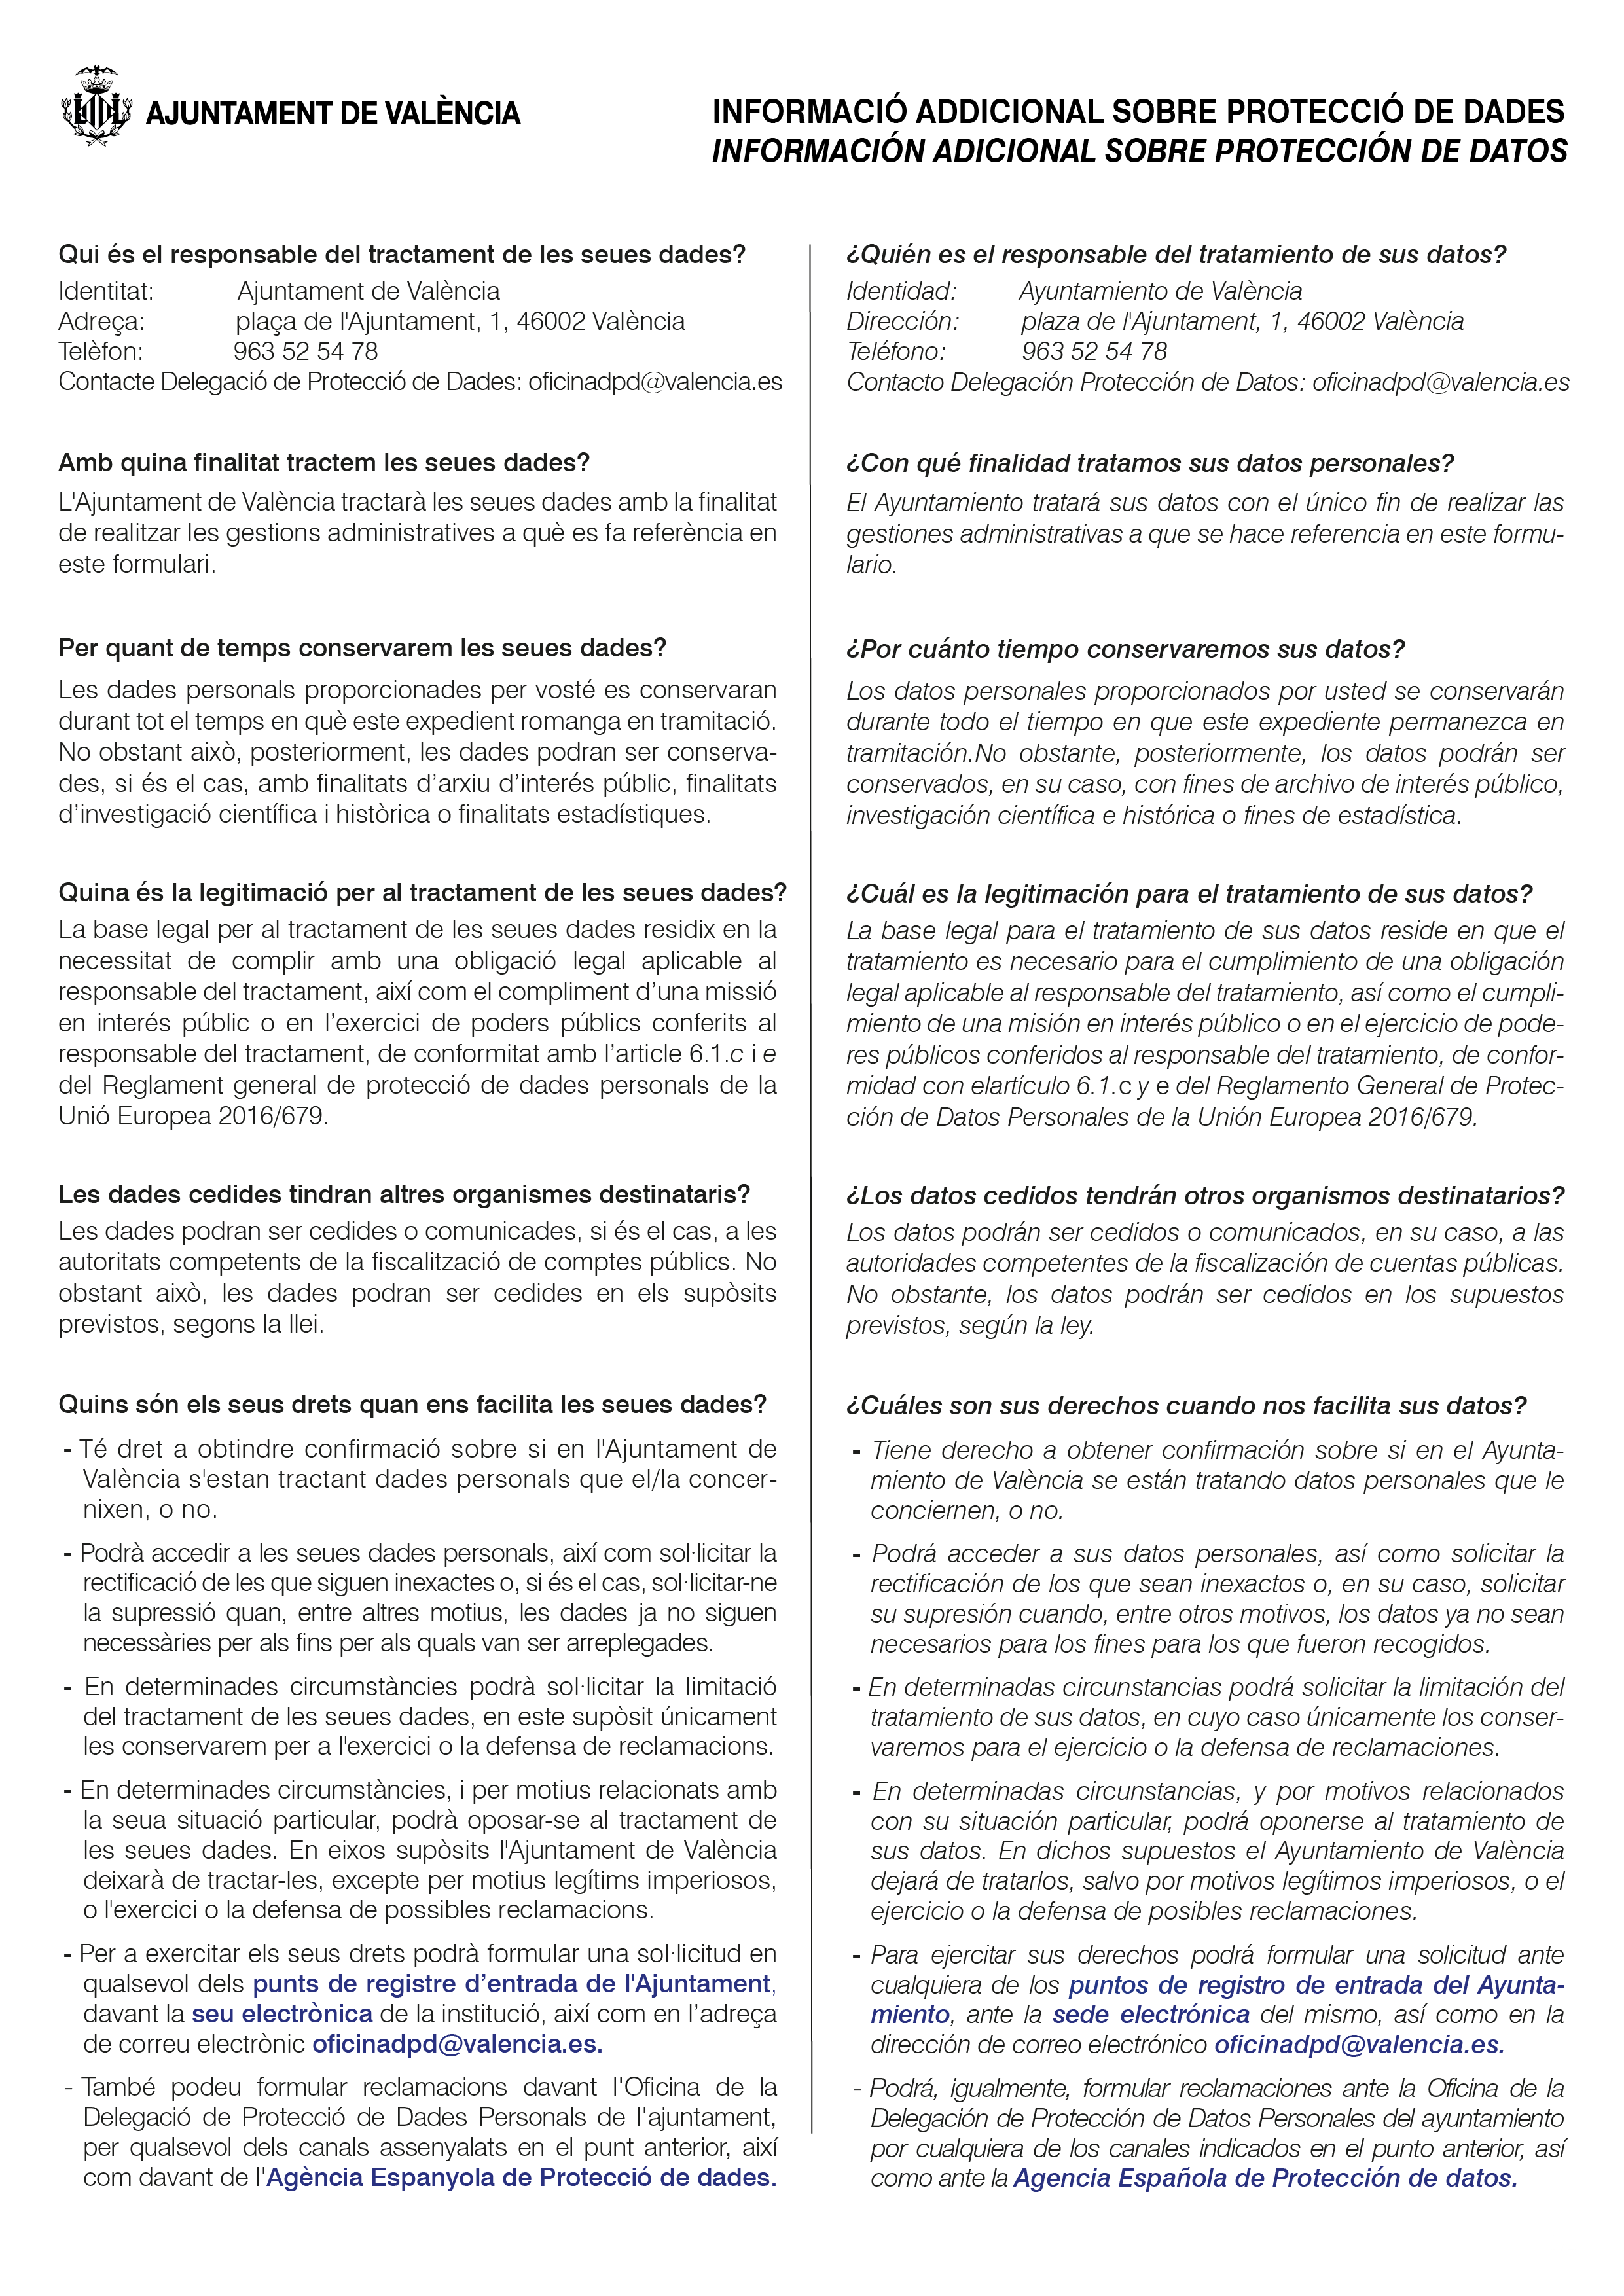 AJUNTAMENT DE VALÈNCIA
INFORMACIÓ ADDICIONAL SOBRE PROTECCIÓ DE DADES
INFORMACIÓN ADICIONAL SOBRE PROTECCIÓN DE DATOS
Qui és el responsable del tractament de les seues dades?
Identitat: Ajuntament de València
Adreça: plaça de l'Ajuntament, 1, 46002 València
Telèfon: 963 52 54 78
Contacte Delegació de Protecció de Dades: oficinadpd@valencia.es
Amb quina finalitat tractem les seues dades?
L'Ajuntament de València tractarà les seues dades amb la finalitat
de realitzar les gestions administratives a què es fa referència en
este formulari.
Per quant de temps conservarem les seues dades?
Les dades personals proporcionades per vosté es conservaran
durant tot el temps en què este expedient romanga en tramitació.
No obstant això, posteriorment, les dades podran ser conserva-
des, si és el cas, amb finalitats d’arxiu d’interés públic, finalitats
d’investigació científica i històrica o finalitats estadístiques.
Quina és la legitimació per al tractament de les seues dades?
La base legal per al tractament de les seues dades residix en la
necessitat de complir amb una obligació legal aplicable al
responsable del tractament, així com el compliment d’una missió
en interés públic o en l’exercici de poders públics conferits al
responsable del tractament, de conformitat amb l’article 6.1.c i e
del Reglament general de protecció de dades personals de la
Unió Europea 2016/679.
Les dades cedides tindran altres organismes destinataris?
Les dades podran ser cedides o comunicades, si és el cas, a les
autoritats competents de la fiscalització de comptes públics. No
obstant això, les dades podran ser cedides en els supòsits
previstos, segons la llei.
Quins són els seus drets quan ens facilita les seues dades?
- Té dret a obtindre confirmació sobre si en l'Ajuntament de
València s'estan tractant dades personals que el/la concer-
nixen, o no.
- Podrà accedir a les seues dades personals, així com sol·licitar la
rectificació de les que siguen inexactes o, si és el cas, sol·licitar-ne
la supressió quan, entre altres motius, les dades ja no siguen
necessàries per als fins per als quals van ser arreplegades.
- En determinades circumstàncies podrà sol·licitar la limitació
del tractament de les seues dades, en este supòsit únicament
les conservarem per a l'exercici o la defensa de reclamacions.
- En determinades circumstàncies, i per motius relacionats amb
la seua situació particular, podrà oposar-se al tractament de
les seues dades. En eixos supòsits l'Ajuntament de València
deixarà de tractar-les, excepte per motius legítims imperiosos,
o l'exercici o la defensa de possibles reclamacions.
- Per a exercitar els seus drets podrà formular una sol·licitud en
qualsevol dels punts de registre d’entrada de l'Ajuntament,
davant la seu electrònica de la institució, així com en l’adreça
de correu electrònic oficinadpd@valencia.es.
- També podeu formular reclamacions davant l'Oficina de la
Delegació de Protecció de Dades Personals de l'ajuntament,
per qualsevol dels canals assenyalats en el punt anterior, així
com davant de l'Agència Espanyola de Protecció de dades.
¿Quién es el responsable del tratamiento de sus datos?
Identidad: Ayuntamiento de València
Dirección: plaza de l'Ajuntament, 1, 46002 València
Teléfono: 963 52 54 78
Contacto Delegación Protección de Datos: oficinadpd@valencia.es
¿Con qué finalidad tratamos sus datos personales?
El Ayuntamiento tratará sus datos con el único fin de realizar las
gestiones administrativas a que se hace referencia en este formu-
lario.
¿Por cuánto tiempo conservaremos sus datos?
Los datos personales proporcionados por usted se conservarán
durante todo el tiempo en que este expediente permanezca en
tramitación.No obstante, posteriormente, los datos podrán ser
conservados, en su caso, con fines de archivo de interés público,
investigación científica e histórica o fines de estadística.
¿Cuál es la legitimación para el tratamiento de sus datos?
La base legal para el tratamiento de sus datos reside en que el
tratamiento es necesario para el cumplimiento de una obligación
legal aplicable al responsable del tratamiento, así como el cumpli-
miento de una misión en interés público o en el ejercicio de pode-
res públicos conferidos al responsable del tratamiento, de confor-
midad con elartículo 6.1.c y e del Reglamento General de Protec-
ción de Datos Personales de la Unión Europea 2016/679.
¿Los datos cedidos tendrán otros organismos destinatarios?
Los datos podrán ser cedidos o comunicados, en su caso, a las
autoridades competentes de la fiscalización de cuentas públicas.
No obstante, los datos podrán ser cedidos en los supuestos
previstos, según la ley.
¿Cuáles son sus derechos cuando nos facilita sus datos?
- Tiene derecho a obtener confirmación sobre si en el Ayunta-
miento de València se están tratando datos personales que le
conciernen, o no.
- Podrá acceder a sus datos personales, así como solicitar la
rectificación de los que sean inexactos o, en su caso, solicitar
su supresión cuando, entre otros motivos, los datos ya no sean
necesarios para los fines para los que fueron recogidos.
- En determinadas circunstancias podrá solicitar la limitación del
tratamiento de sus datos, en cuyo caso únicamente los conser-
varemos para el ejercicio o la defensa de reclamaciones.
- En determinadas circunstancias, y por motivos relacionados
con su situación particular, podrá oponerse al tratamiento de
sus datos. En dichos supuestos el Ayuntamiento de València
dejará de tratarlos, salvo por motivos legítimos imperiosos, o el
ejercicio o la defensa de posibles reclamaciones.
- Para ejercitar sus derechos podrá formular una solicitud ante
cualquiera de los puntos de registro de entrada del Ayunta-
miento, ante la sede electrónica del mismo, así como en la
dirección de correo electrónico oficinadpd@valencia.es.
- Podrá, igualmente, formular reclamaciones ante la Oficina de la
Delegación de Protección de Datos Personales del ayuntamiento
por cualquiera de los canales indicados en el punto anterior, así
como ante la Agencia Española de Protección de datos.